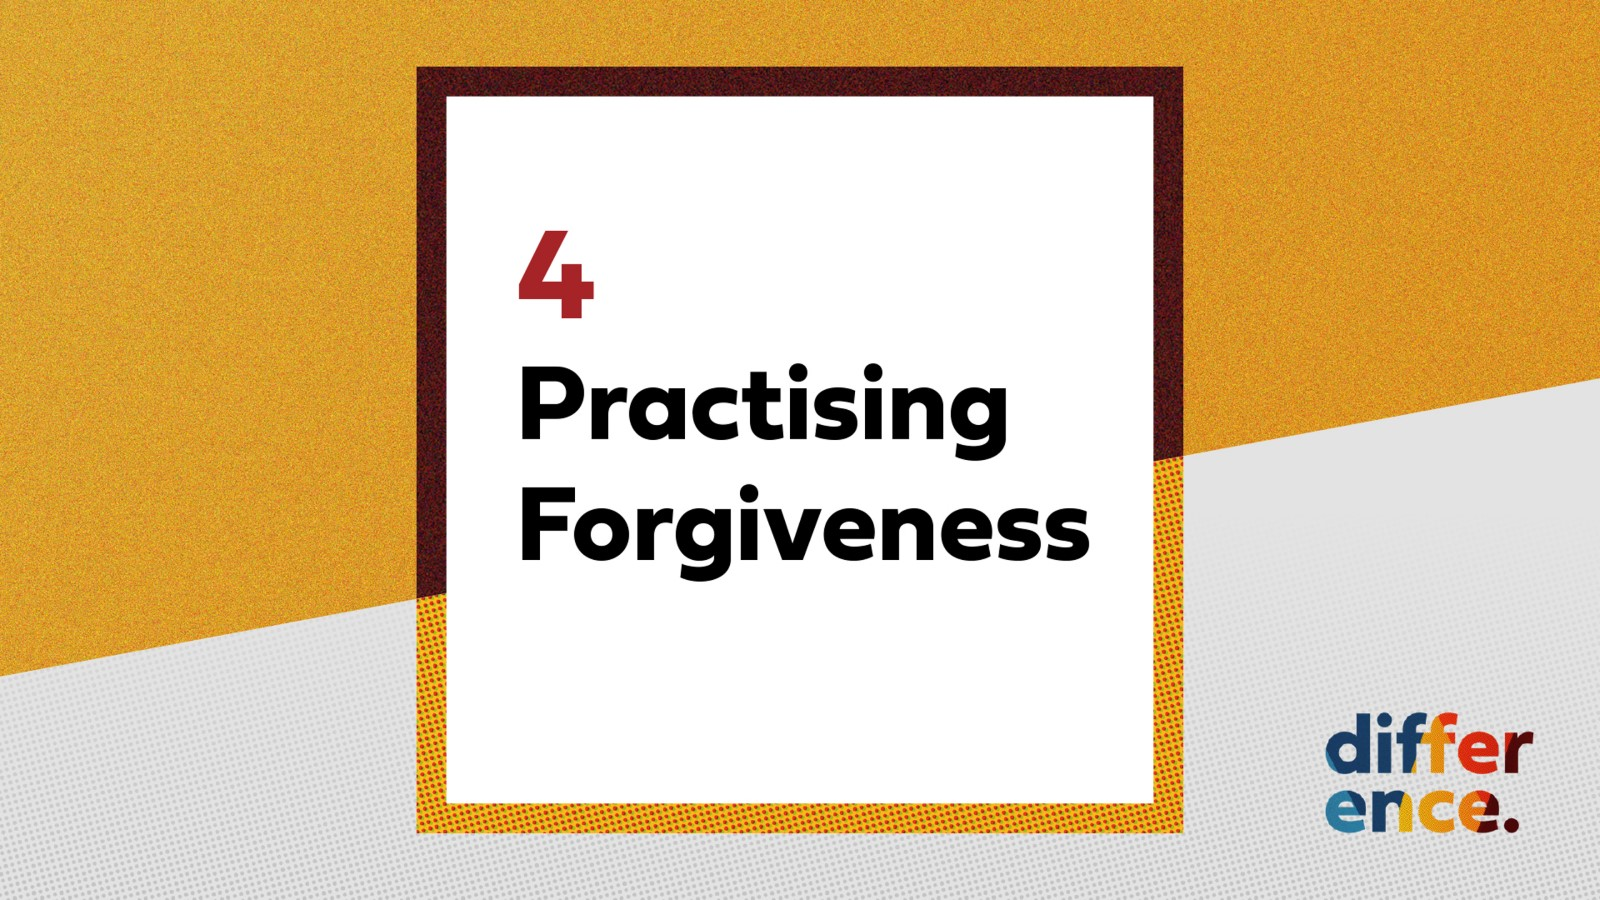 4
Practising
Forgiveness
differ
ence.